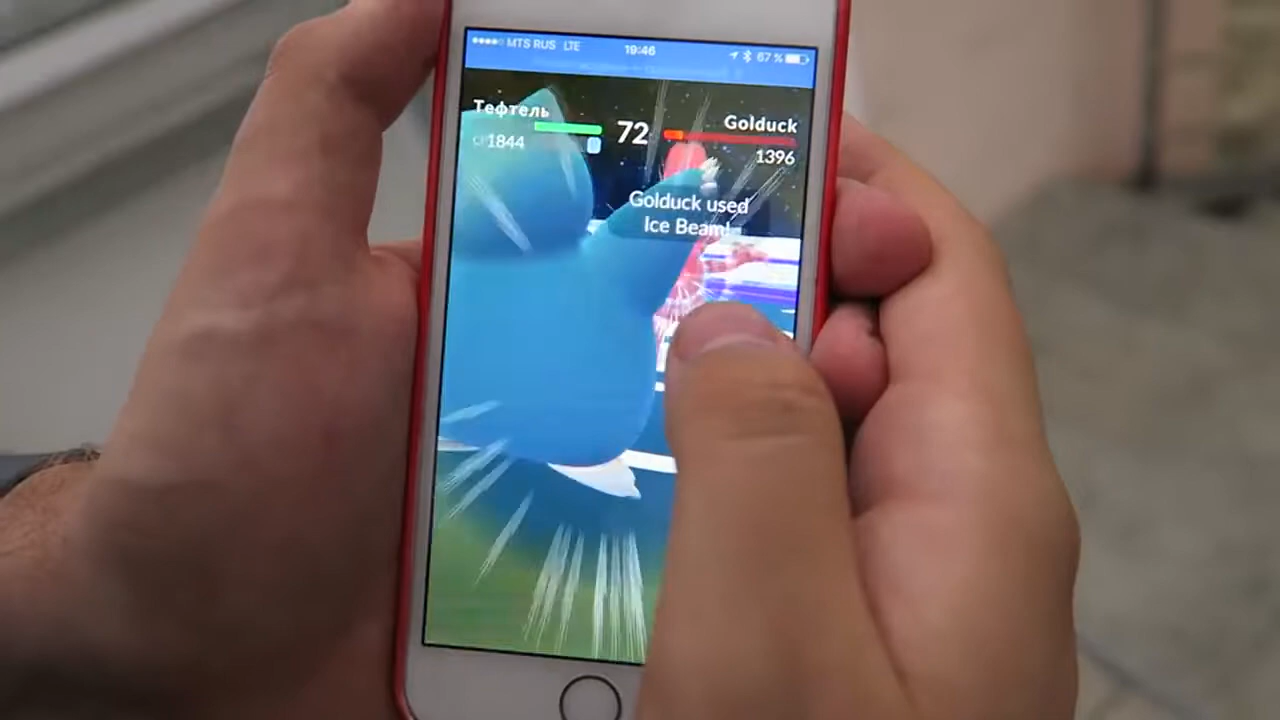 MTS RUS LTE 19:46 67 %
Тефтель 72 Golduck
CP1844 1396
Golduck used
Ice Beam!